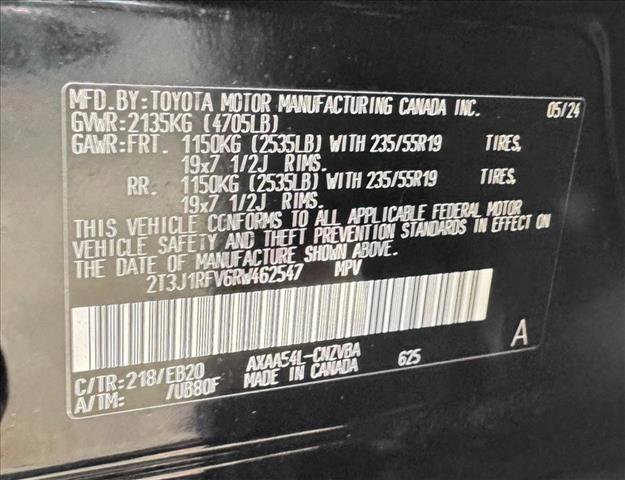 MFD. BY: TOYOTA MOTOR MANUFACTURING CANADA INC. 05/24
GVWR: 2135KG (4705LB)
GAWR: FRT. 1150KG (2535LB) WITH 235/55R19 TIRES,
19x7 1/2J RIMS.
RR. 1150KG (2535LB) WITH 235/55R19 TIRES,
19x7 1/2J RIMS.
THIS VEHICLE CONFORMS TO ALL APPLICABLE FEDERAL MOTOR
VEHICLE SAFETY AND THEFT PREVENTION STANDARDS IN EFFECT ON
THE DATE OF MANUFACTURE SHOWN ABOVE.
2T3J1RFV6RW462547 MPV
A
AXAA54L-CNZVBA 625
C/TR: 218/EB20 MADE IN CANADA
A/TM: /UB80F